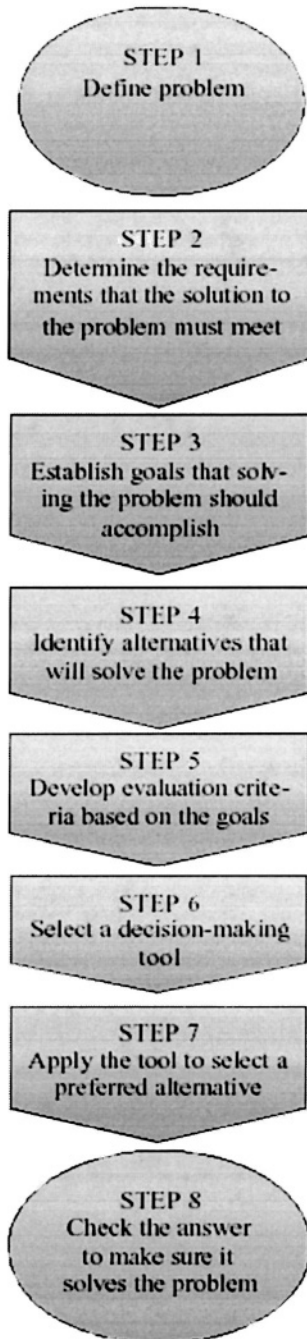 STEP 1
Define problem
STEP 2
Determine the require-
ments that the solution to
the problem must meet
STEP 3
Establish goals that solv-
ing the problem should
accomplish
STEP 4
Identify alternatives that
will solve the problem
STEP 5
Develop evaluation crite-
ria based on the goals
STEP 6
Select a decision-making
tool
STEP 7
Apply the tool to select a
preferred alternative
STEP 8
Check the answer
to make sure it
solves the problem